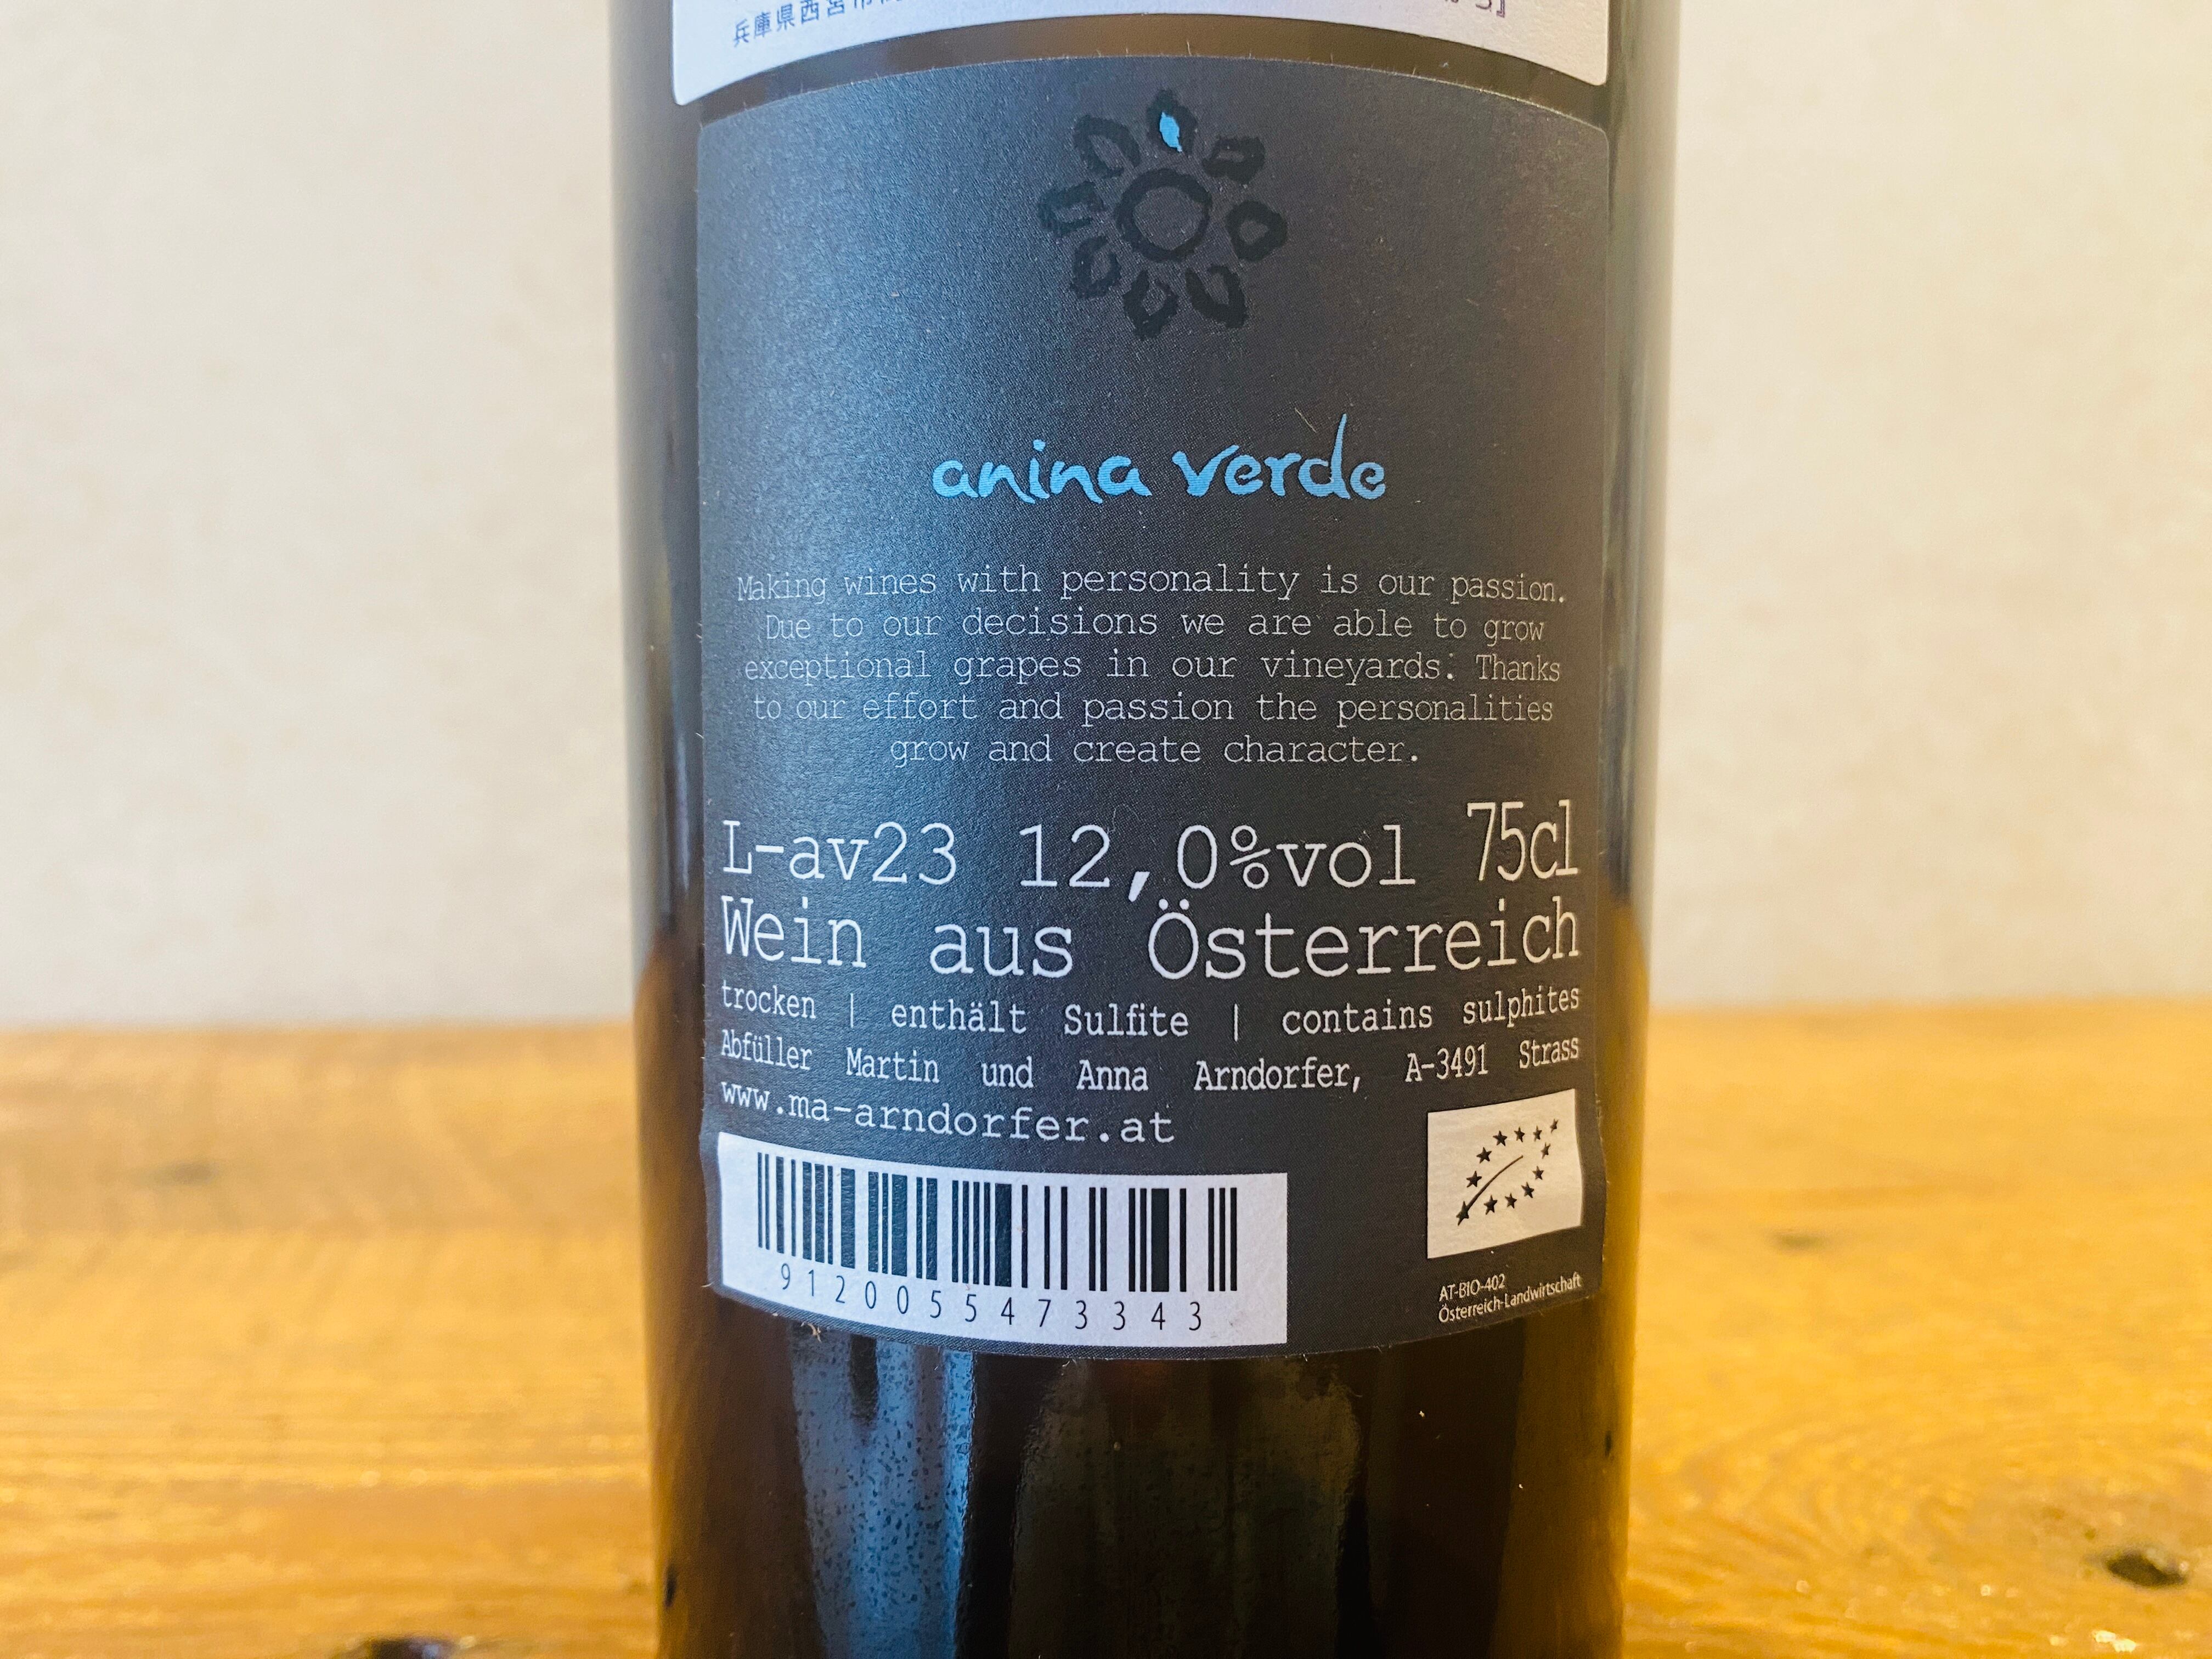 兵庫県西宮市
anina verde
Making wines with personality is our passion.
Due to our decisions we are able to grow
exceptional grapes in our vineyards. Thanks
to our effort and passion the personalities
grow and create character.
L-av23 12,0%vol 75cl
Wein aus Österreich
trocken | enthält Sulfite | contains sulphites
Abfüller Martin und Anna Arndorfer, A-3491 Strass
www.ma-arndorfer.at
9120055473343
AT-BIO-402
Österreich-Landwirtschaft